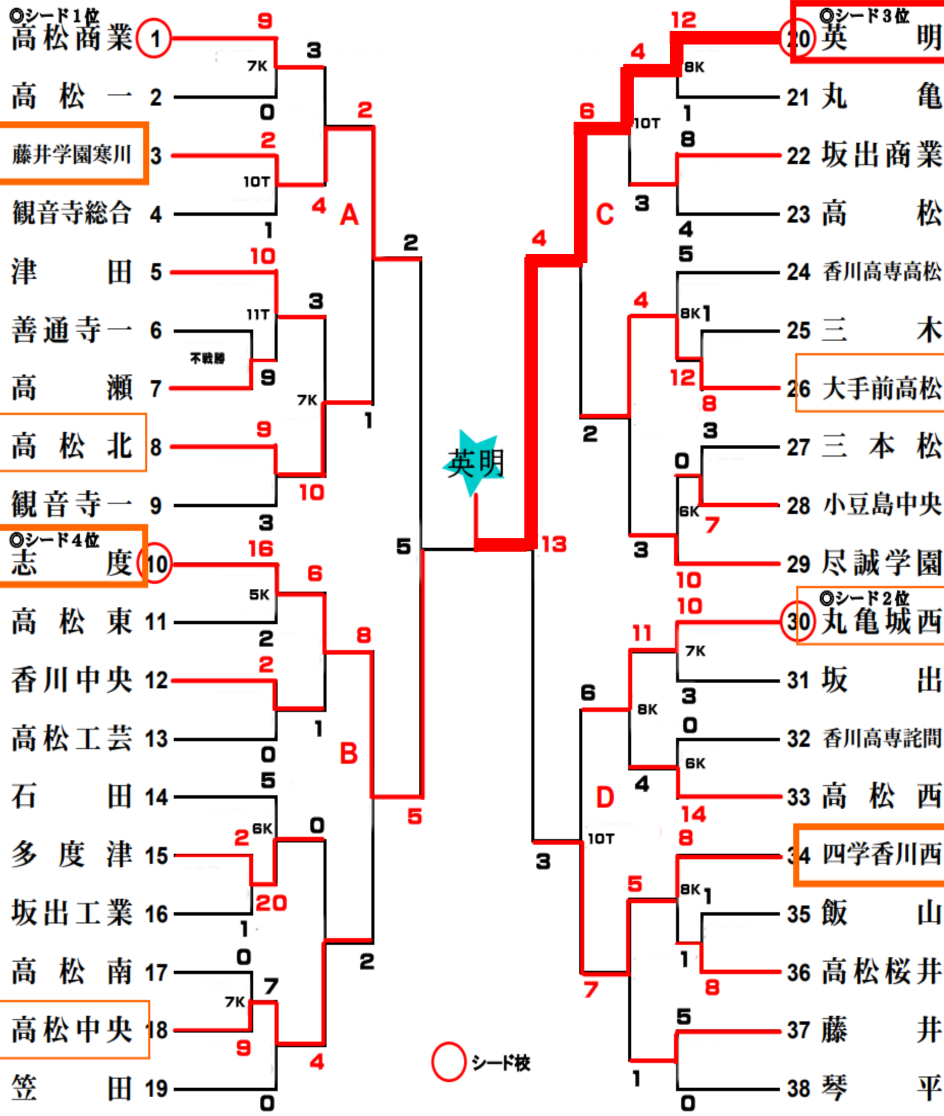 ◎シード1位
高松商業 1
高松一 2
藤井学園寒川 3
観音寺総合 4
津田 5
善通寺一 6
高瀬 7
高松北 8
観音寺一 9
◎シード4位
志度 10
高松東 11
香川中央 12
高松工芸 13
石田 14
多度津 15
坂出工業 16
高松南 17
高松中央 18
笠田 19
9
7K
0
2
10T
1
10
11T
不戦勝
9
9
3
16
5K
2
2
0
5
6K
2
20
1
0
7K
7
9
0
3
4
3
7K
10
6
1
0
4
2
A
1
8
B
2
2
5
5
英明
13
4
3
6
C
2
6
D
10T
7
4
10T
3
4
3
11
8K
4
5
1
12
8K
1
8
4
5
8K
1
12
8
3
0
6K
7
10
10
7K
3
0
6K
14
8
8K
1
1
8
5
0
◎シード3位
20 英明
21 丸亀
22 坂出商業
23 高松
24 香川高専高松
25 三木
26 大手前高松
27 三本松
28 小豆島中央
29 尽誠学園
◎シード2位
30 丸亀城西
31 坂出
32 香川高専詫間
33 高松西
34 四学香川西
35 飯山
36 高松桜井
37 藤井
38 琴平
シード校